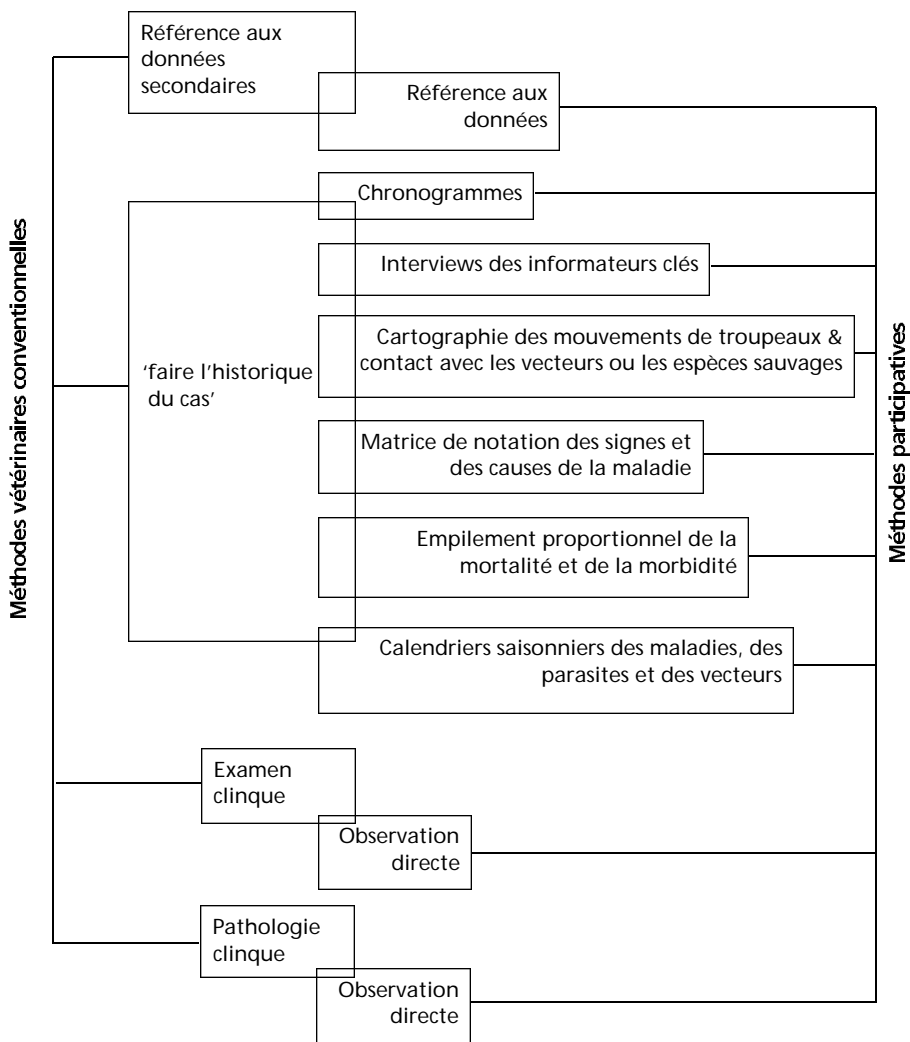 Référence aux
données
secondaires
Référence aux
données
Chronogrammes
Interviews des informateurs clés
Cartographie des mouvements de troupeaux &
contact avec les vecteurs ou les espèces sauvages
‘faire l’historique
du cas’
Matrice de notation des signes et
des causes de la maladie
Empilement proportionnel de la
mortalité et de la morbidité
Calendriers saisonniers des maladies, des
parasites et des vecteurs
Examen
clinque
Observation
directe
Pathologie
clinque
Observation
directe
Méthodes vétérinaires conventionnelles
Méthodes participatives